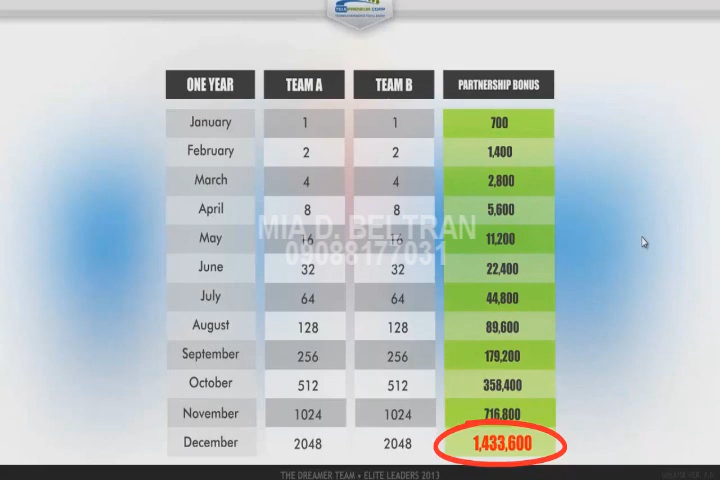 TELEPRENEUR CORP
ONE YEAR TEAM A TEAM B PARTNERSHIP BONUS
January 1 1 700
February 2 2 1,400
March 4 4 2,800
April 8 8 5,600
MIA D. BELTRAN
May 16 16 11,200
09088177031
June 32 32 22,400
July 64 64 44,800
August 128 128 89,600
September 256 256 179,200
October 512 512 358,400
November 1024 1024 716,800
December 2048 2048 1,433,600
THE DREAMER TEAM • ELITE LEADERS 2013